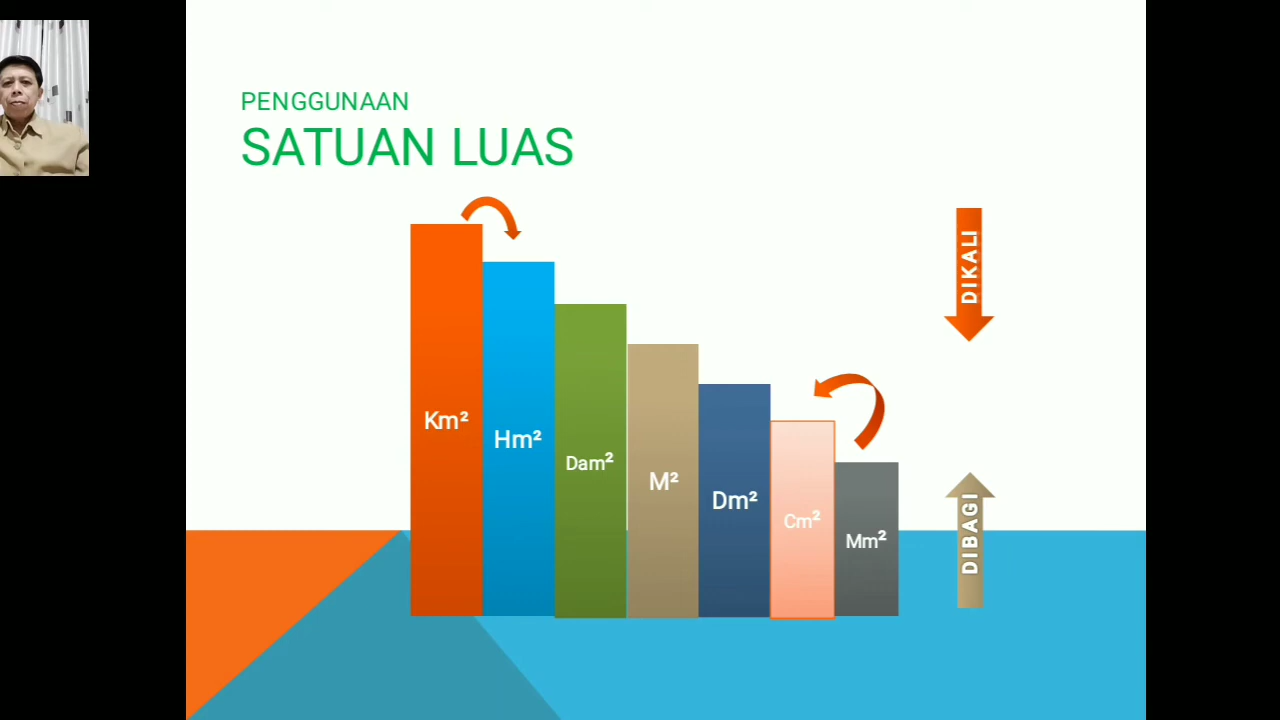 PENGGUNAAN
SATUAN LUAS
Km²
Hm²
Dam²
M²
Dm²
Cm²
Mm²
DIKALI
DIBAGI